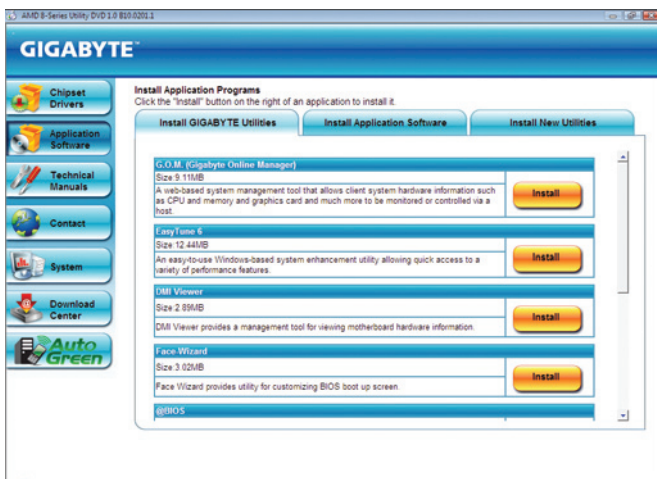 AMD 8-Series Utility DVD 1.0 B10.0201.1
GIGABYTE™
Chipset
Drivers
Application
Software
Technical
Manuals
Contact
System
Download
Center
Auto
Green
Install Application Programs
Click the "Install" button on the right of an application to install it.
Install GIGABYTE Utilities
Install Application Software
Install New Utilities
G.O.M. (Gigabyte Online Manager)
Size:9.11MB
A web-based system management tool that allows client system hardware information such
as CPU and memory and graphics card and much more to be monitored or controlled via a
host.
Install
EasyTune 6
Size:12.44MB
An easy-to-use Windows-based system enhancement utility allowing quick access to a
variety of performance features.
Install
DMI Viewer
Size:2.89MB
DMI Viewer provides a management tool for viewing motherboard hardware information.
Install
Face-Wizard
Size:3.02MB
Face Wizard provides utility for customizing BIOS boot up screen
Install
@BIOS